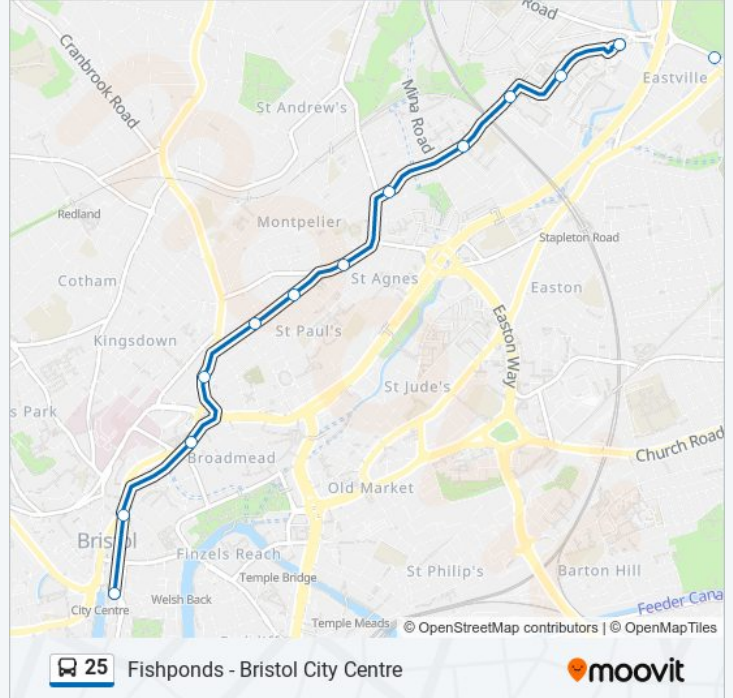 Road
Cranbrook Road
Eastville
St Andrew's
Mina Road
Redland
Montpelier
Stapleton Road
Cotham
St Agnes
Easton
Kingsdown
St Paul's
Easton Way
St Jude's
s Park
Church Road
Broadmead
Old Market
Bristol
Finzels Reach
Temple Bridge
St Philip's
Barton Hill
City Centre
Welsh Back
Feeder Cana
Temple Meads
© OpenStreetMap contributors | © OpenMapTiles
25 Fishponds - Bristol City Centre
moovit